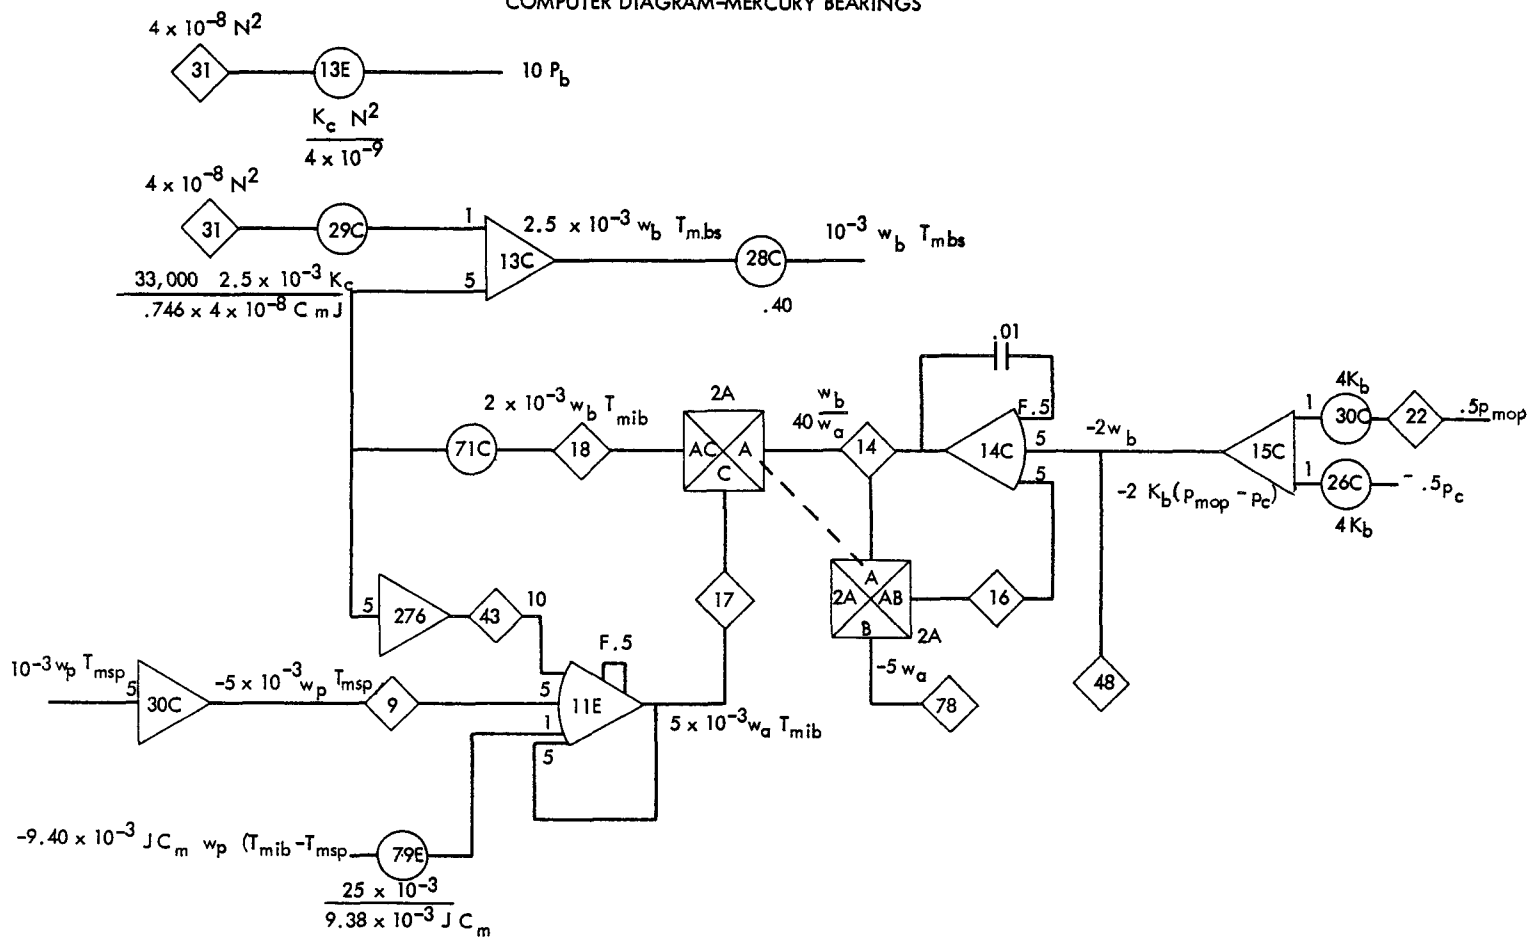 COMPUTER DIAGRAM-MERCURY BEARINGS
4 x 10⁻⁸ N²
31
13E
10 P_b
K_c N²
4 x 10⁻⁹
4 x 10⁻⁸ N²
31
29C
1
13C
5
2.5 x 10⁻³ w_b T_m.bs
28C
.40
10⁻³ w_b T_mbs
33,000 2.5 x 10⁻³ K_c
.746 x 4 x 10⁻⁸ C m J
71C
2 x 10⁻³ w_b T_mib
18
2A
AC
A
C
40 w_b
w_a
14
.01
F.5
14C
5
5
-2w_b
-2 K_b(p_mop - p_c)
15C
1
1
4K_b
30C
22
.5p_mop
26C
- .5p_c
4 K_b
17
A
2A
AB
B
2A
16
-5 w_a
78
48
5
276
43
10
F.5
10⁻³ w_p T_msp
5
30C
-5 x 10⁻³ w_p T_msp
9
5
1
5
11E
5 x 10⁻³ w_a T_mib
-9.40 x 10⁻³ J C_m w_p (T_mib-T_msp
79E
25 x 10⁻³
9.38 x 10⁻³ J C_m